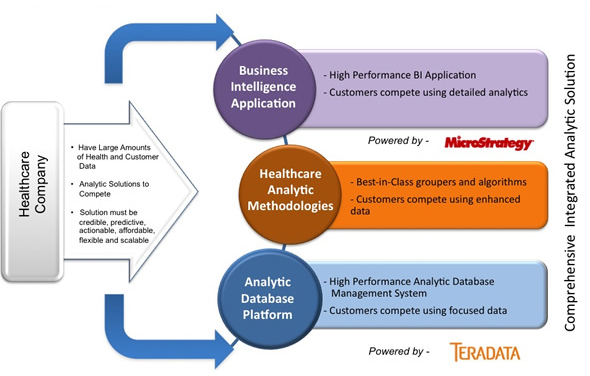 Healthcare
Company
• Have Large Amounts
of Health and Customer
Data
• Analytic Solutions to
Compete
• Solution must be
credible, predictive,
actionable, affordable,
flexible and scalable
Business
Intelligence
Application
- High Performance BI Application
- Customers compete using detailed analytics
Powered by - MicroStrategy
Healthcare
Analytic
Methodologies
- Best-in-Class groupers and algorithms
- Customers compete using enhanced
data
Analytic
Database
Platform
- High Performance Analytic Database
Management System
- Customers compete using focused data
Powered by - TERADATA
Comprehensive Integrated Analytic Solution